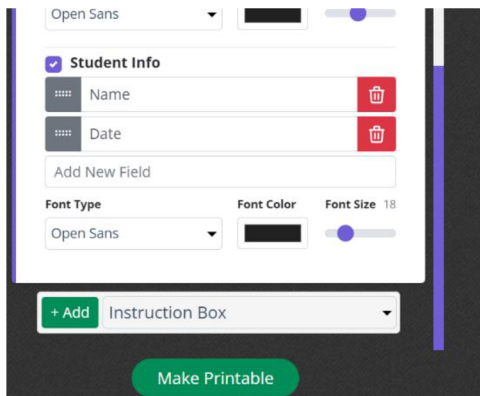 Open Sans
Student Info
Name
Date
Add New Field
Font Type Font Color Font Size 18
Open Sans
+ Add Instruction Box
Make Printable